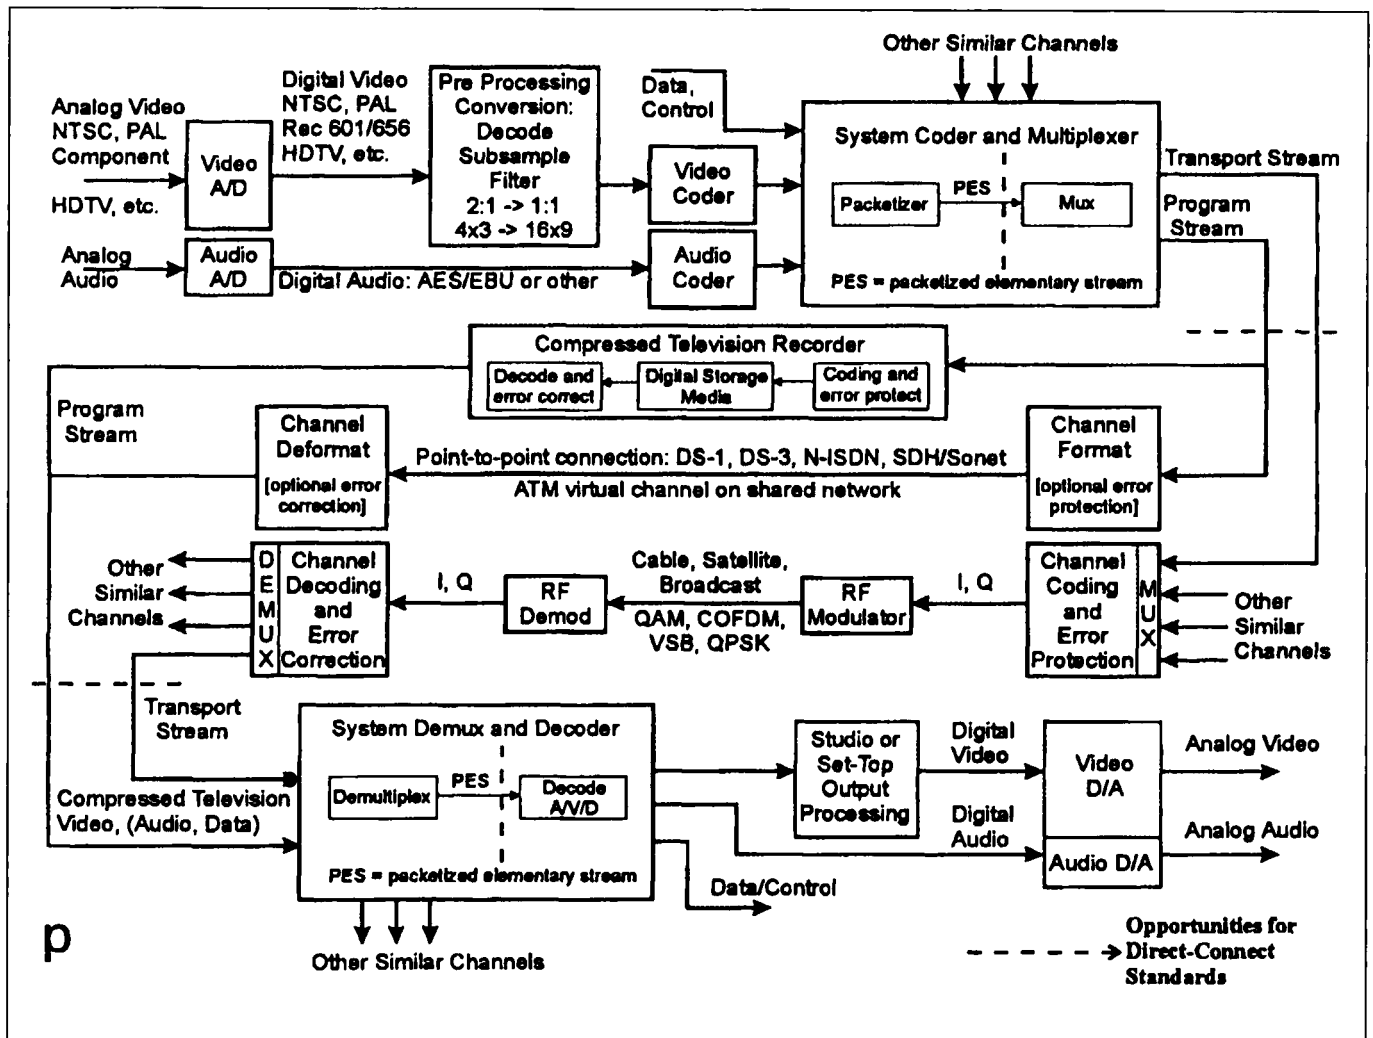 Other Similar Channels
Analog Video
NTSC, PAL
Component
HDTV, etc.
Video
A/D
Digital Video
NTSC, PAL
Rec 601/656
HDTV, etc.
Pre Processing
Conversion:
Decode
Subsample
Filter
2:1 -> 1:1
4x3 -> 16x9
Data,
Control
Video
Coder
System Coder and Multiplexer
Packetizer
PES
Mux
PES = packetized elementary stream
Transport Stream
Program
Stream
Analog
Audio
Audio
A/D
Digital Audio: AES/EBU or other
Audio
Coder
Compressed Television Recorder
Decode and
error correct
Digital Storage
Media
Coding and
error protect
Program
Stream
Channel
Deformat
[optional error
correction]
Point-to-point connection: DS-1, DS-3, N-ISDN, SDH/Sonet
ATM virtual channel on shared network
Channel
Format
[optional error
protection]
Other
Similar
Channels
DEMUX
Channel
Decoding
and
Error
Correction
I, Q
RF
Demod
Cable, Satellite,
Broadcast
QAM, COFDM,
VSB, QPSK
RF
Modulator
I, Q
Channel
Coding
and
Error
Protection
MUX
Other
Similar
Channels
Transport
Stream
Compressed Television
Video, (Audio, Data)
System Demux and Decoder
Demultiplex
PES
Decode
A/V/D
PES = packetized elementary stream
Other Similar Channels
Studio or
Set-Top
Output
Processing
Digital
Video
Digital
Audio
Data/Control
Video
D/A
Audio D/A
Analog Video
Analog Audio
p
Opportunities for
Direct-Connect
Standards